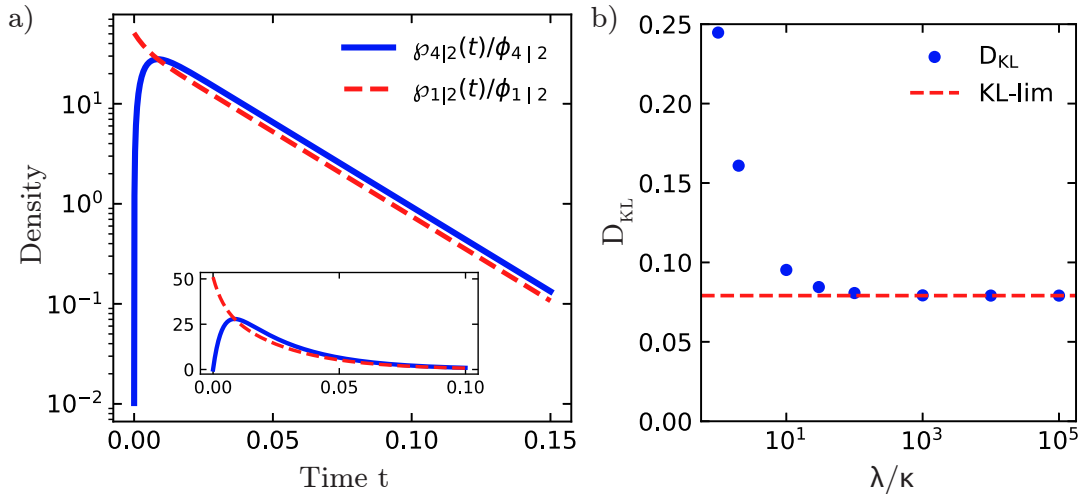 a)
Density
10¹
10⁰
10⁻¹
10⁻²
℘₄|₂(t)/ϕ₄|₂
℘₁|₂(t)/ϕ₁|₂
50
25
0
0.00 0.05 0.10
0.00 0.05 0.10 0.15
Time t
b)
D_KL
0.25
0.20
0.15
0.10
0.05
0.00
D_KL
KL-lim
10¹ 10³ 10⁵
λ/κ